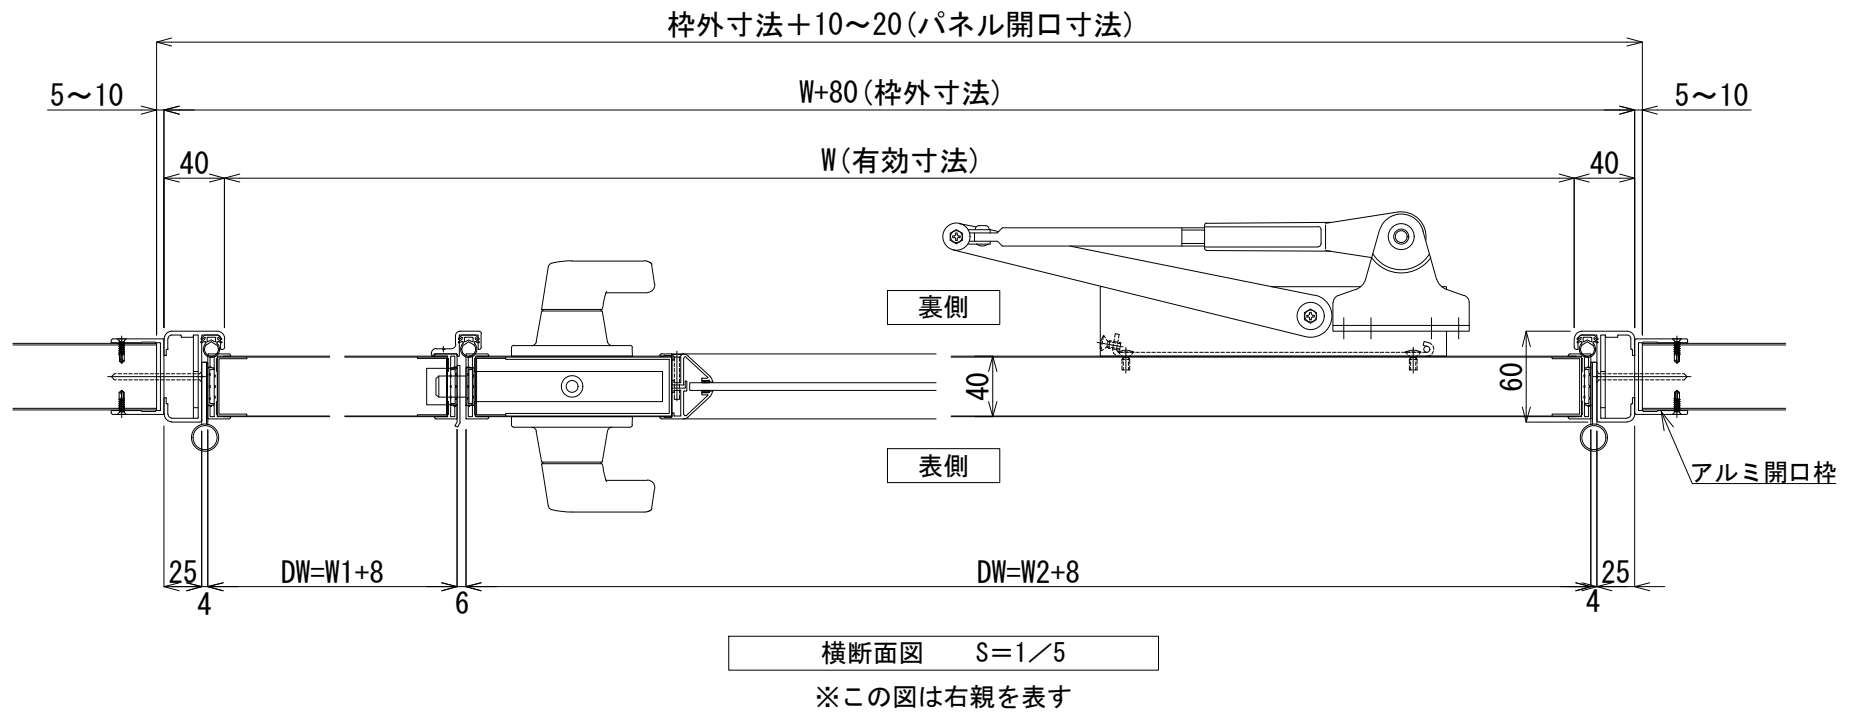 枠外寸法＋10～20(パネル開口寸法)
5～10
W+80(枠外寸法)
5～10
40
W(有効寸法)
40
裏側
40
60
表側
アルミ開口枠
25
4
DW=W1+8
6
DW=W2+8
4
25
横断面図　S=1／5
※この図は右親を表す